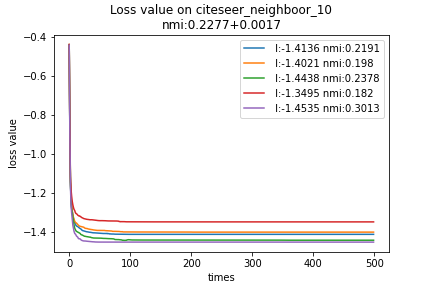 Loss value on citeseer_neighboor_10
nmi:0.2277+0.0017
l:-1.4136 nmi:0.2191
l:-1.4021 nmi:0.198
l:-1.4438 nmi:0.2378
l:-1.3495 nmi:0.182
l:-1.4535 nmi:0.3013
loss value
−0.4
−0.6
−0.8
−1.0
−1.2
−1.4
0 100 200 300 400 500
times